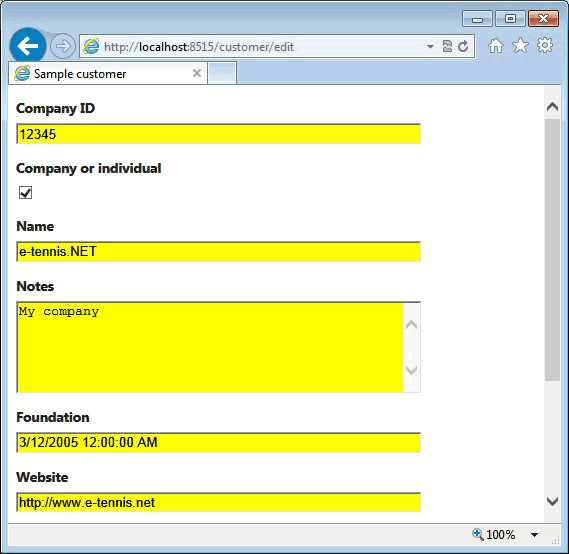 http://localhost:8515/customer/edit
Sample customer
Company ID
12345
Company or individual
Name
e-tennis.NET
Notes
My company
Foundation
3/12/2005 12:00:00 AM
Website
http://www.e-tennis.net
100%